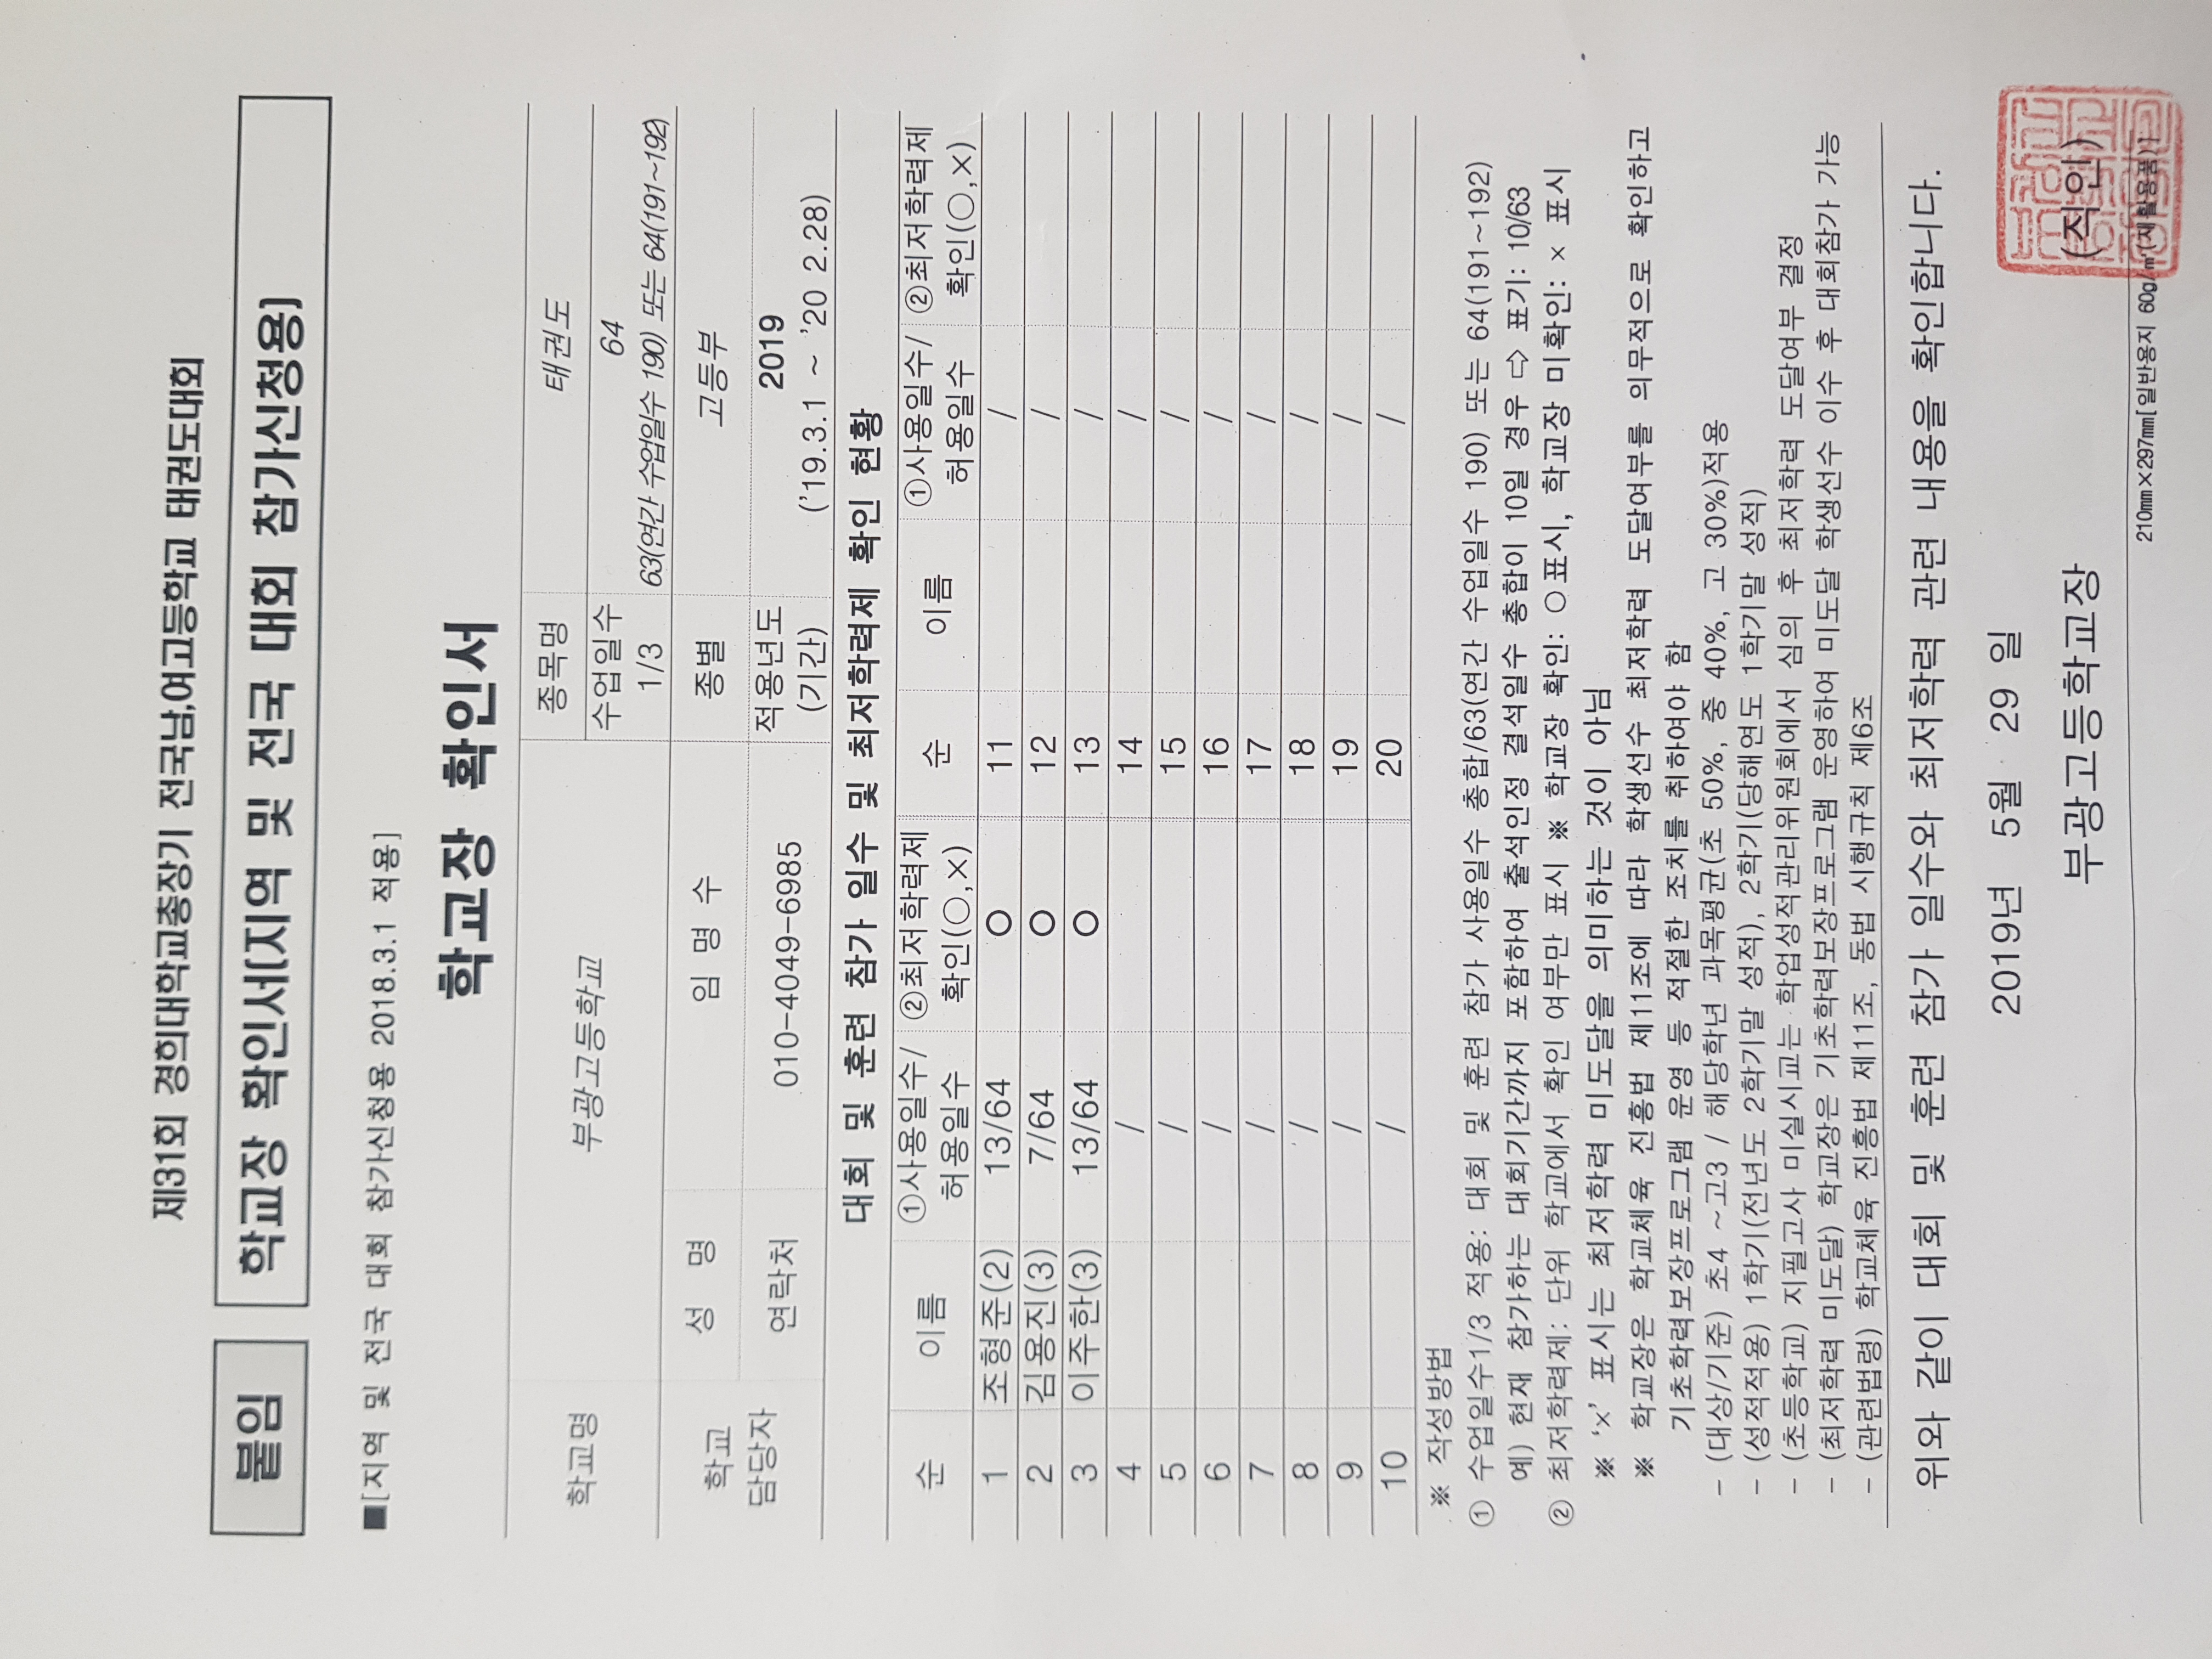 제31회 경희대학교총장기 전국남,여고등학교 태권도대회
붙임 학교장 확인서(지역 및 전국 대회 참가신청용)
■[지역 및 전국 대회 참가신청용 2018.3.1 적용]
학교장 확인서
학교명 부광고등학교 종목명 태권도
수업일수 1/3 64
63(연간 수업일수 190) 또는 64(191~192)
학교 담당자 성 명 임 명 수 종별 고등부
연락처 010-4049-6985 적용년도 (기간) 2019
('19.3.1 ~ '20 2.28)
대회 및 훈련 참가 일수 및 최저학력제 확인 현황
순 이름 ①사용일수/허용일수 ②최저학력제 확인(○,×) 순 이름 ①사용일수/허용일수 ②최저학력제 확인(○,×)
1 조형준(2) 13/64 ○ 11 /
2 김용진(3) 7/64 ○ 12 /
3 이주한(3) 13/64 ○ 13 /
4 / 14 /
5 / 15 /
6 / 16 /
7 / 17 /
8 / 18 /
9 / 19 /
10 / 20 /
※ 작성방법
① 수업일수1/3 적용: 대회 및 훈련 참가 사용일수 총합/63(연간 수업일수 190) 또는 64(191~192)
예) 현재 참가하는 대회기간까지 포함하여 출석인정 결석일수 총합이 10일 경우 ⇨ 표기: 10/63
② 최저학력제: 단위 학교에서 확인 여부만 표시 ※ 학교장 확인: ○ 표시, 학교장 미확인: × 표시
※ '×' 표시는 최저학력 미도달을 의미하는 것이 아님
※ 학교장은 학교체육 진흥법 제11조에 따라 학생선수 최저학력 도달여부를 의무적으로 확인하고
기초학력보장프로그램 운영 등 적절한 조치를 취하여야 함
- (대상/기준) 초4 ~고3 / 해당학년 과목평균(초 50%, 중 40%, 고 30%)적용
- (성적적용) 1학기(전년도 2학기말 성적), 2학기(당해연도 1학기말 성적)
- (초등학교) 지필고사 미실시교는 학업성적관리위원회에서 심의 후 최저학력 도달여부 결정
- (최저학력 미도달) 학교장은 기초학력보장프로그램 운영하여 미도달 학생선수 이수 후 대회참가 가능
- (관련법령) 학교체육 진흥법 제11조, 동법 시행규칙 제6조
위와 같이 대회 및 훈련 참가 일수와 최저학력 관련 내용을 확인합니다.
2019년 5월 29 일
부광고등학교장 (직인)
210㎜×297㎜[일반용지 60g/㎡(재활용품)]